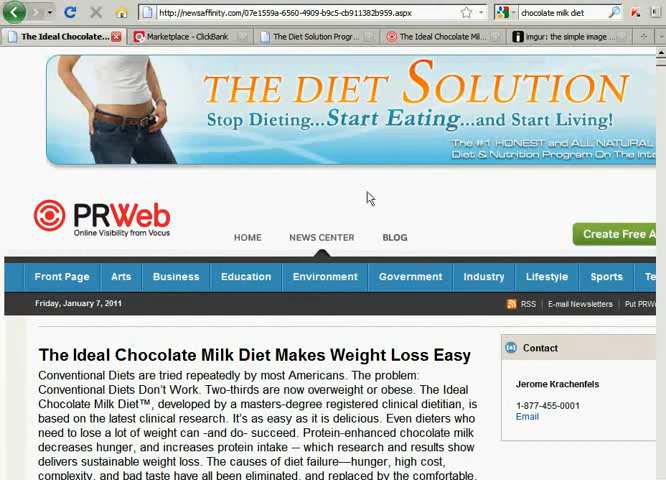 http://newsaffinity.com/07e1559a-6560-4909-b9c5-cb911382b959.aspx
chocolate milk diet
The Ideal Chocolate...
Marketplace - ClickBank
The Diet Solution Progr...
The Ideal Chocolate Mil...
imgur: the simple image ...
THE DIET SOLUTION
Stop Dieting...Start Eating...and Start Living!
The #1 HONEST and ALL NATURAL
Diet & Nutrition Program On The Inte
PRWeb
Online Visibility from Vocus
HOME NEWS CENTER BLOG
Create Free A
Front Page Arts Business Education Environment Government Industry Lifestyle Sports Te
Friday, January 7, 2011
RSS | E-mail Newsletters | Put PRW
The Ideal Chocolate Milk Diet Makes Weight Loss Easy
Conventional Diets are tried repeatedly by most Americans. The problem:
Conventional Diets Don't Work. Two-thirds are now overweight or obese. The Ideal
Chocolate Milk Diet™, developed by a masters-degree registered clinical dietitian, is
based on the latest clinical research. It's as easy as it is delicious. Even dieters who
need to lose a lot of weight can -and do- succeed. Protein-enhanced chocolate milk
decreases hunger, and increases protein intake -- which research and results show
delivers sustainable weight loss. The causes of diet failure—hunger, high cost,
complexity, and bad taste have all been eliminated, and replaced by the comfortable,
Contact
Jerome Krachenfels
1-877-455-0001
Email